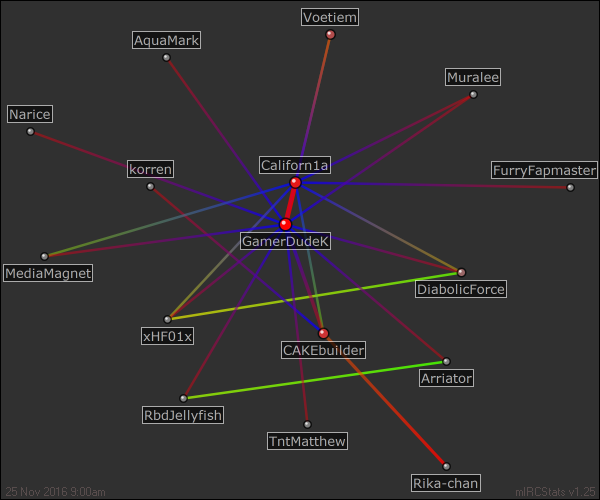 Voetiem
AquaMark
Muralee
Narice
korren
Californ1a
FurryFapmaster
GamerDudeK
MediaMagnet
DiabolicForce
xHF01x
CAKEbuilder
Arriator
RbdJellyfish
TntMatthew
Rika-chan
25 Nov 2016 9:00am
mIRCStats v1.25